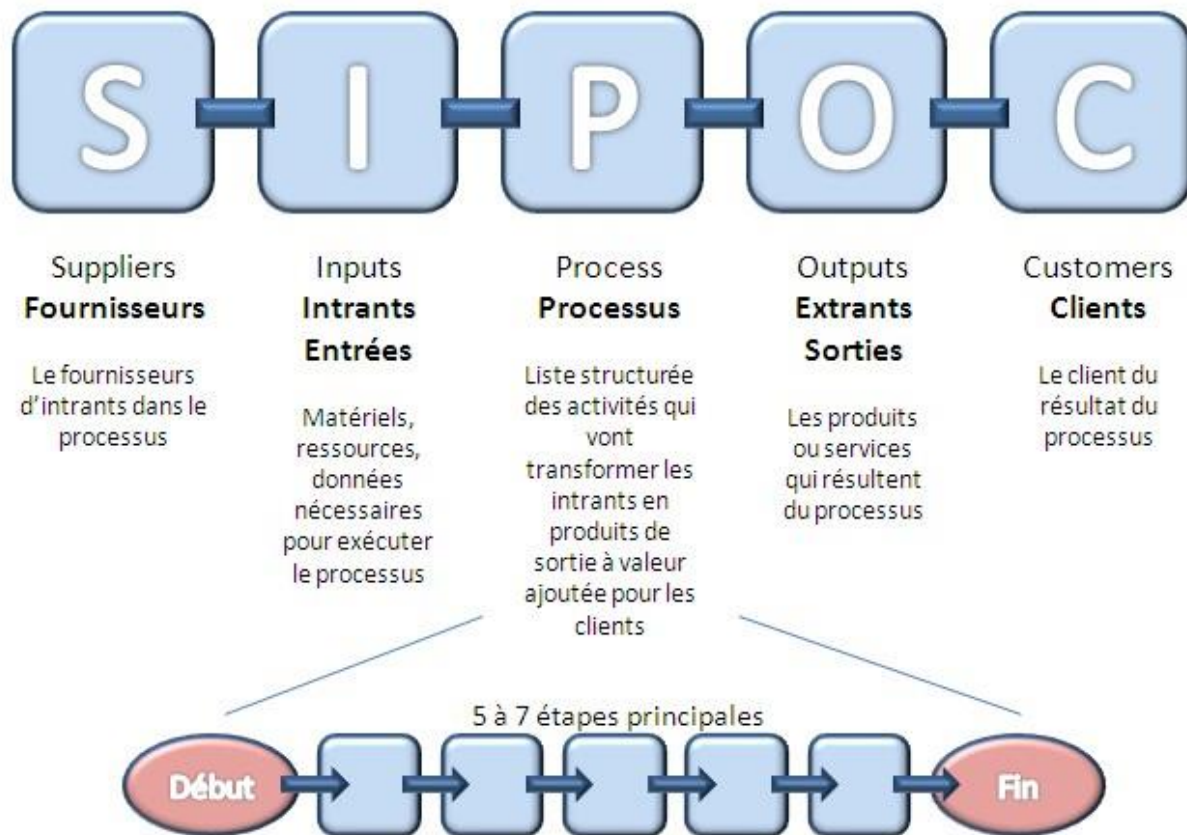 S I P O C
Suppliers
Fournisseurs
Le fournisseurs
d'intrants dans le
processus
Inputs
Intrants
Entrées
Matériels,
ressources,
données
nécessaires
pour exécuter
le processus
Process
Processus
Liste structurée
des activités qui
vont
transformer les
intrants en
produits de
sortie à valeur
ajoutée pour les
clients
Outputs
Extrants
Sorties
Les produits
ou services
qui résultent
du processus
Customers
Clients
Le client du
résultat du
processus
5 à 7 étapes principales
Début
Fin